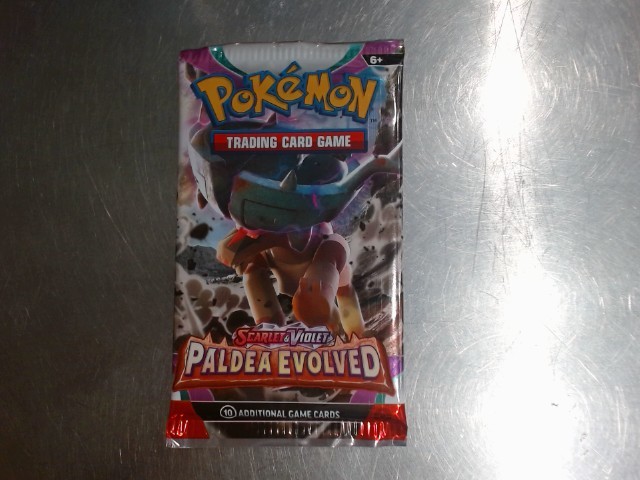 6+
POKéMON
TRADING CARD GAME
SCARLET & VIOLET
PALDEA EVOLVED
10 ADDITIONAL GAME CARDS